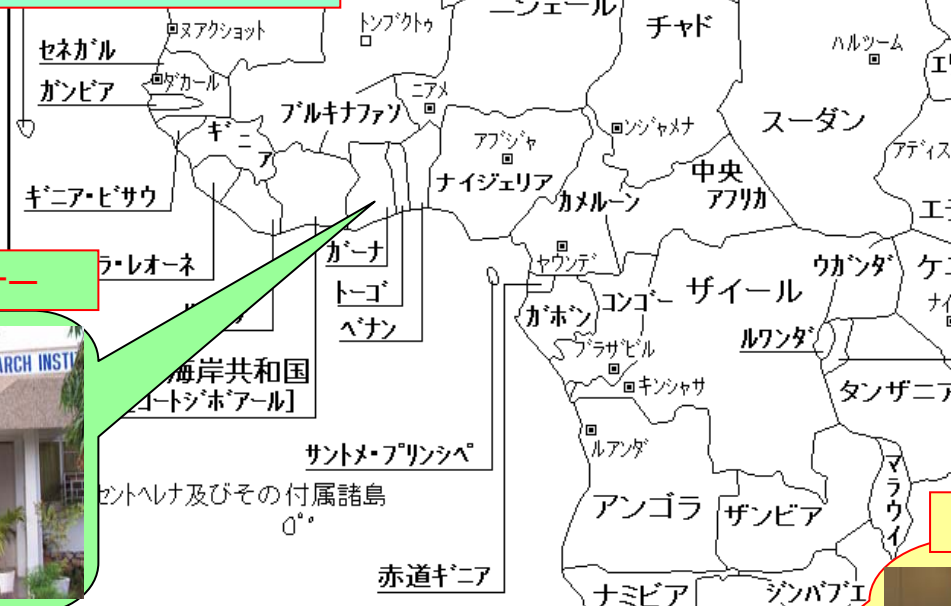 ニジェール
チャド
ヌアクショット
トンブクトゥ
ハルツーム
セネガル
ダカール
ガンビア
ニアメ
ブルキナファソ
ンジャメナ
スーダン
ギニア
アブジャ
アディス
ナイジェリア
中央
アフリカ
ギニア・ビサウ
カメルーン
ラ・レオーネ
ガーナ
ヤウンデ
ウガンダ
トーゴ
ガボン
コンゴー
ザイール
ベナン
ルワンダ
ブラザビル
海岸共和国
コートジボアール]
キンシャサ
タンザニア
ARCH INSTI
ルアンダ
サントメ・プリンシペ
マラウイ
セントヘレナ及びその付属諸島
アンゴラ
ザンビア
赤道ギニア
ナミビア
ジンバブエ